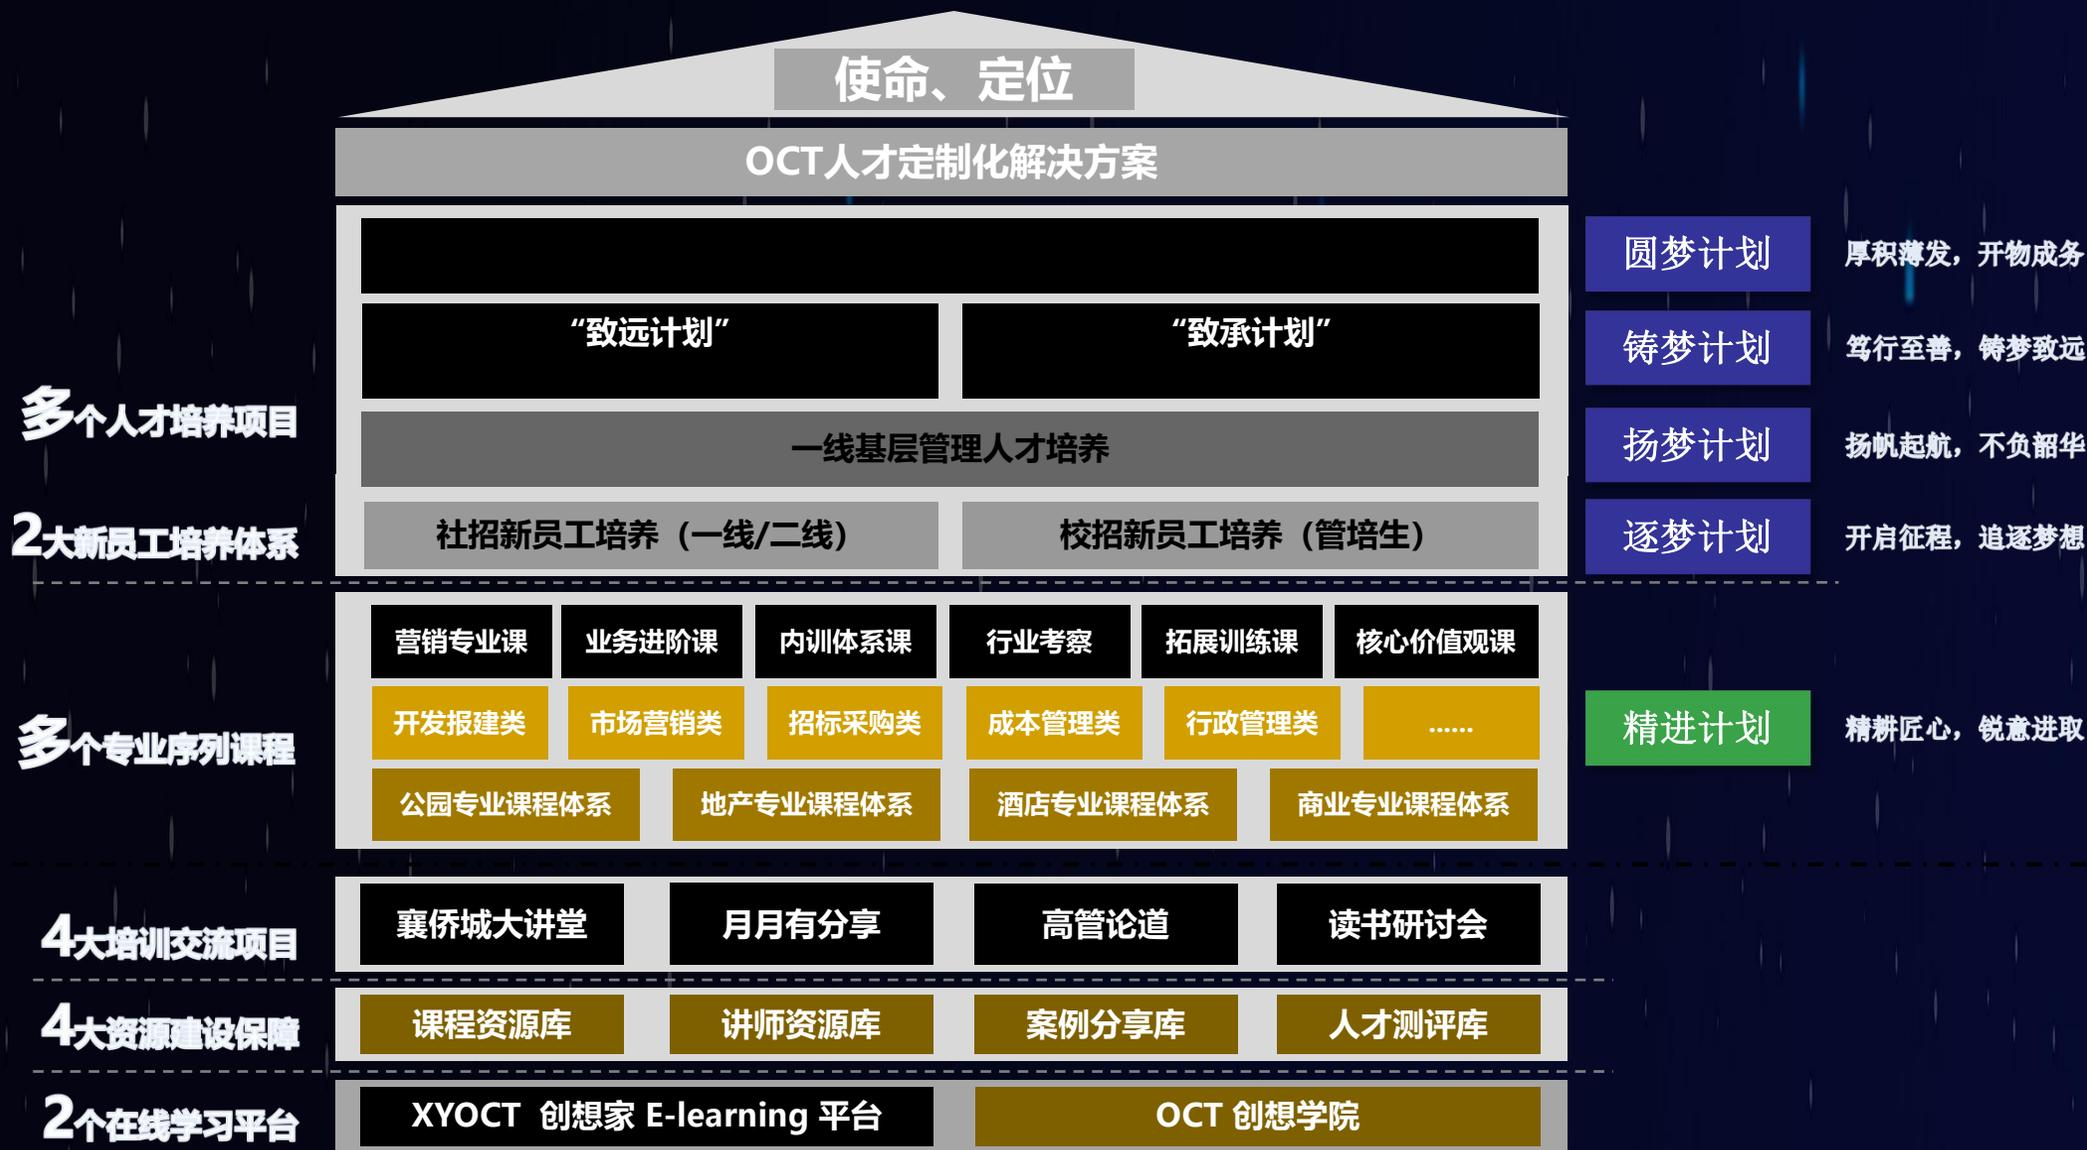 使命、定位
OCT人才定制化解决方案
圆梦计划
厚积薄发，开物成务
“致远计划”
“致承计划”
铸梦计划
笃行至善，铸梦致远
多个人才培养项目
一线基层管理人才培养
扬梦计划
扬帆起航，不负韶华
2大新员工培养体系
社招新员工培养（一线/二线）
校招新员工培养（管培生）
逐梦计划
开启征程，追逐梦想
营销专业课
业务进阶课
内训体系课
行业考察
拓展训练课
核心价值观课
多个专业序列课程
开发报建类
市场营销类
招标采购类
成本管理类
行政管理类
......
精进计划
精耕匠心，锐意进取
公园专业课程体系
地产专业课程体系
酒店专业课程体系
商业专业课程体系
4大培训交流项目
襄侨城大讲堂
月月有分享
高管论道
读书研讨会
4大资源建设保障
课程资源库
讲师资源库
案例分享库
人才测评库
2个在线学习平台
XYOCT 创想家 E-learning 平台
OCT 创想学院